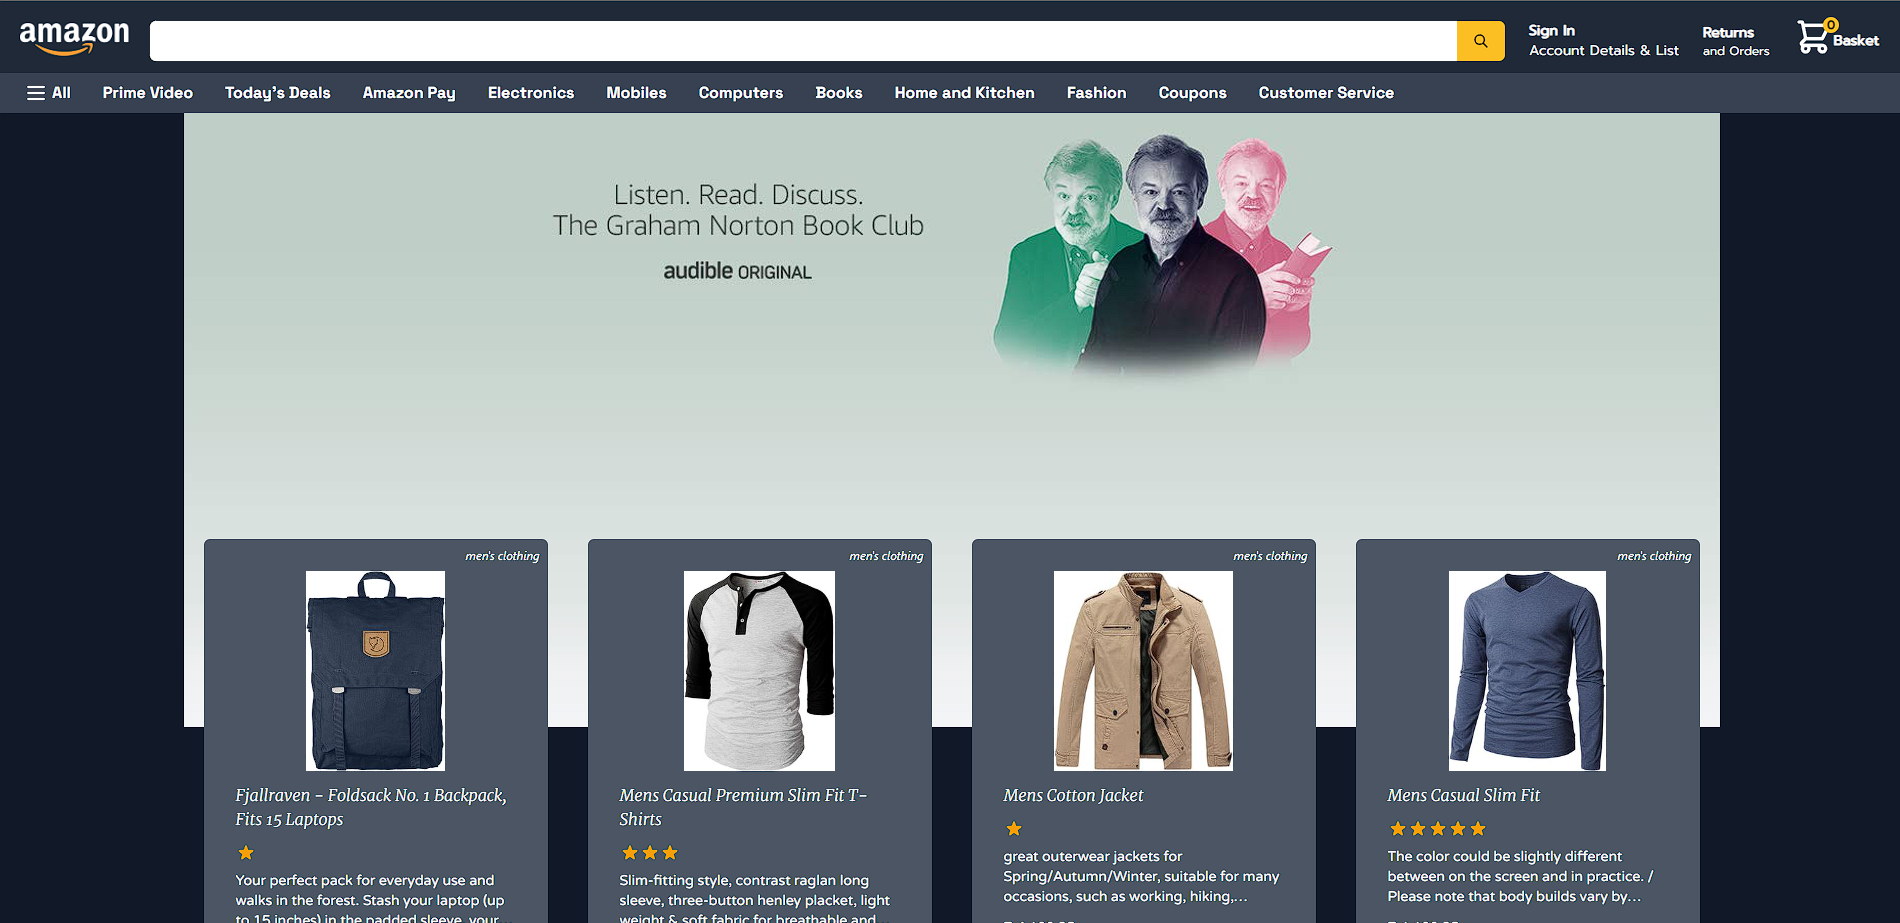 amazon
Sign In
Account Details & List
Returns
and Orders
0
Basket
All
Prime Video
Today's Deals
Amazon Pay
Electronics
Mobiles
Computers
Books
Home and Kitchen
Fashion
Coupons
Customer Service
Listen. Read. Discuss.
The Graham Norton Book Club
audible ORIGINAL
men's clothing
Fjallraven - Foldsack No. 1 Backpack,
Fits 15 Laptops
Your perfect pack for everyday use and
walks in the forest. Stash your laptop (up
to 15 inches) in the padded sleeve, your...
men's clothing
Mens Casual Premium Slim Fit T-
Shirts
Slim-fitting style, contrast raglan long
sleeve, three-button henley placket, light
weight & soft fabric for breathable and...
men's clothing
Mens Cotton Jacket
great outerwear jackets for
Spring/Autumn/Winter, suitable for many
occasions, such as working, hiking,...
men's clothing
Mens Casual Slim Fit
The color could be slightly different
between on the screen and in practice. /
Please note that body builds vary by...